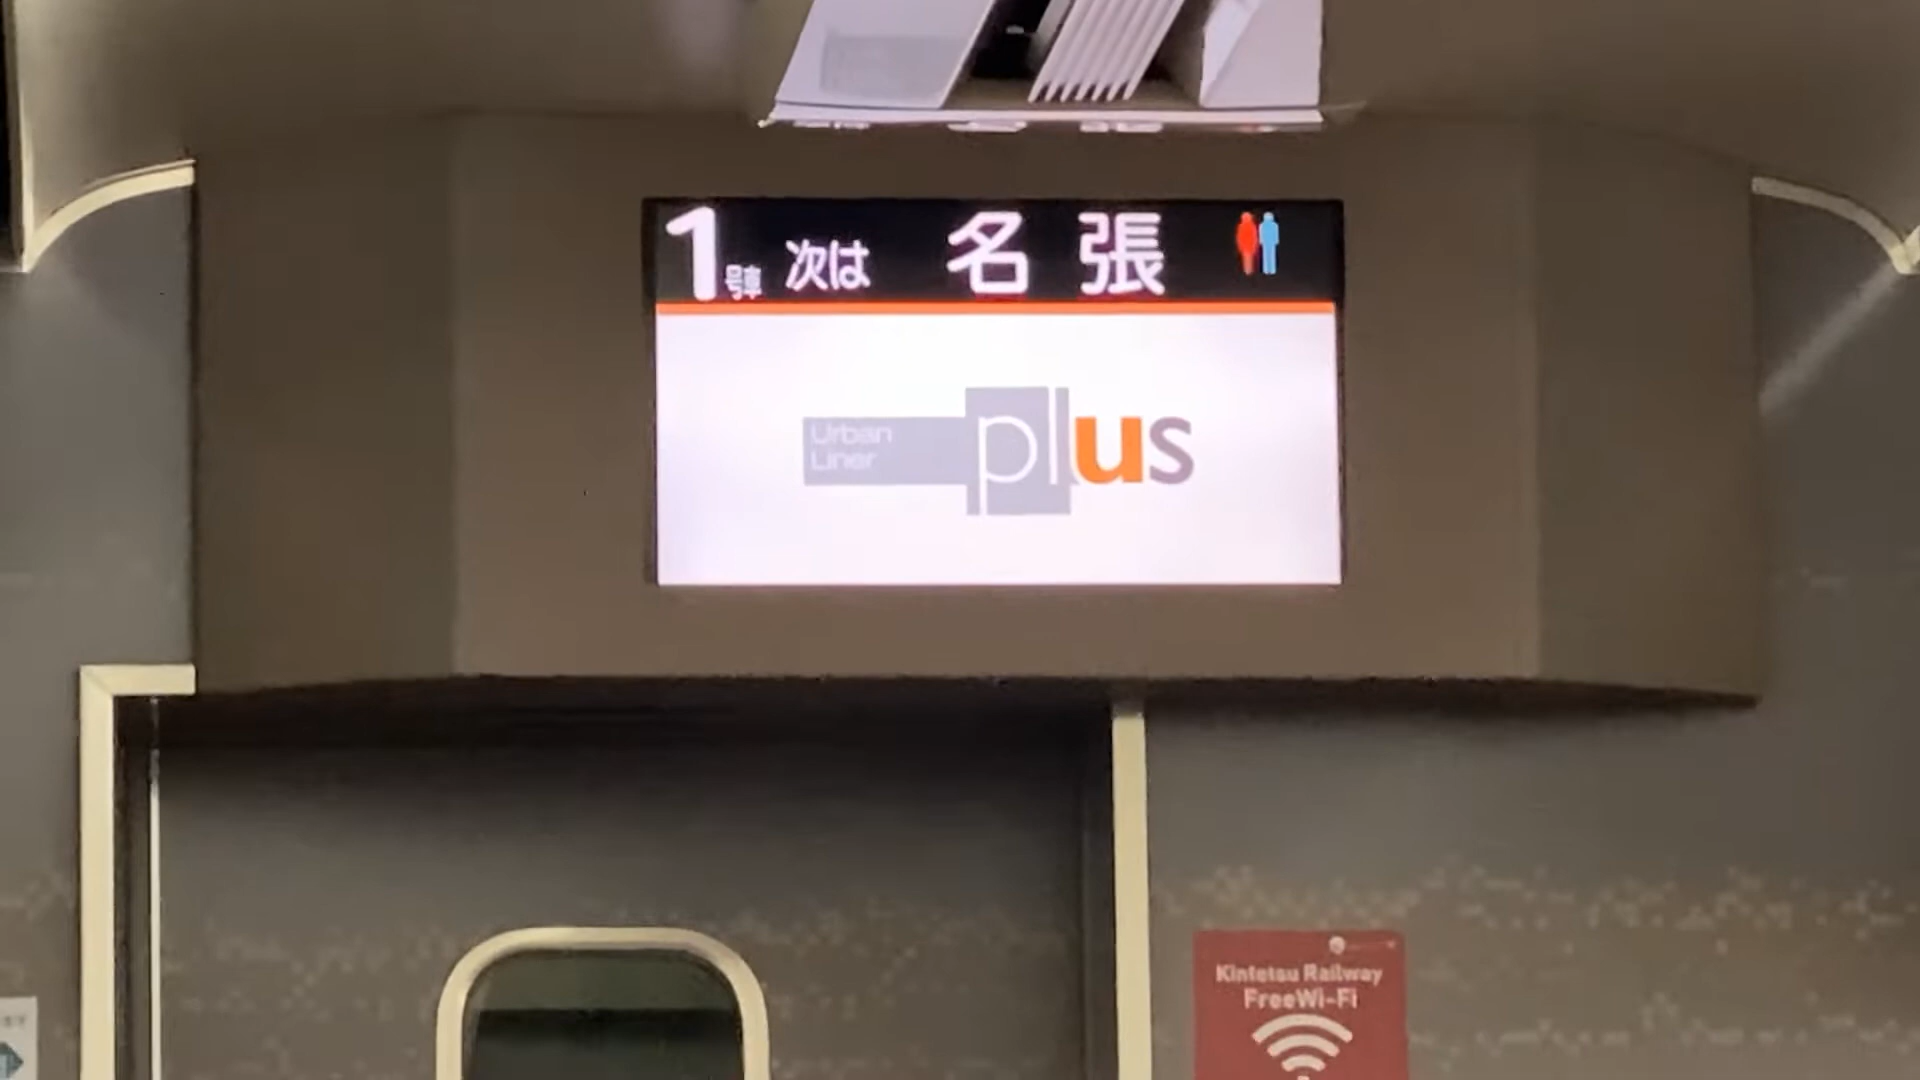 1号車 次は 名張
Urban
Liner
plus
Kintetsu Railway
FreeWi-Fi